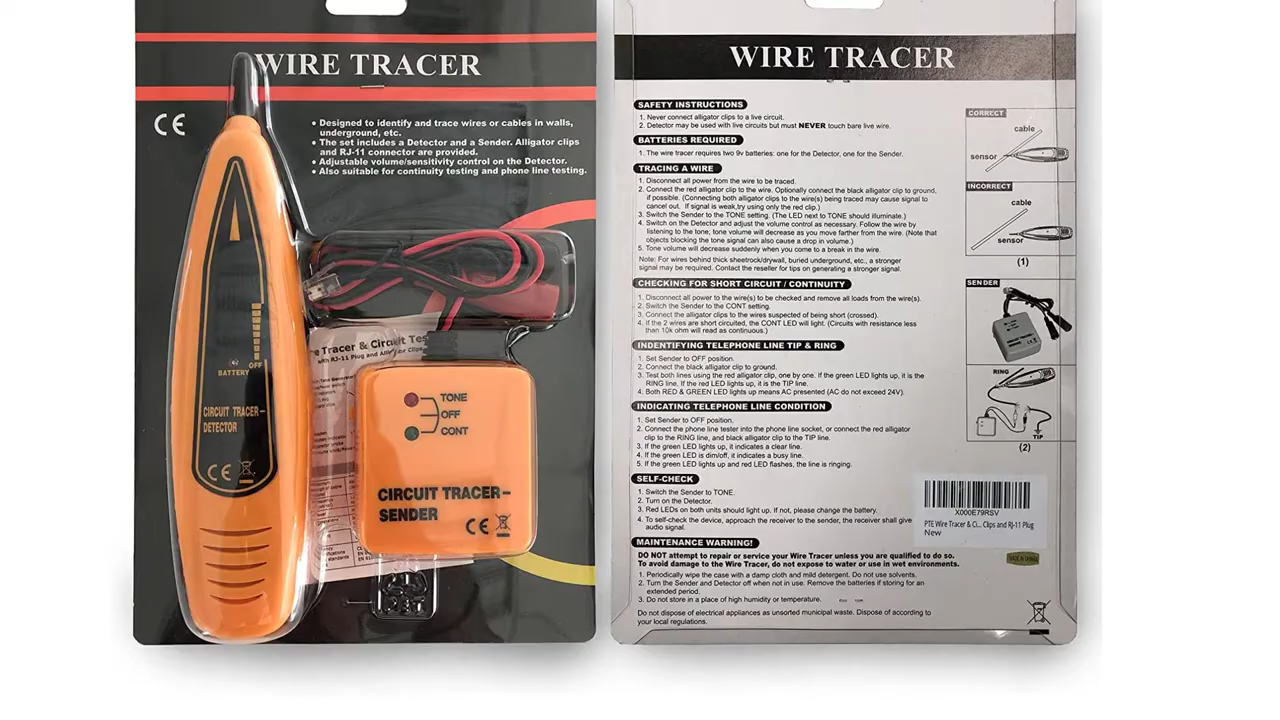 WIRE TRACER
CE
• Designed to identify and trace wires or cables in walls,
underground, etc.
• The set includes a Detector and a Sender. Alligator clips
and RJ-11 connector are provided.
• Adjustable volume/sensitivity control on the Detector.
• Also suitable for continuity testing and phone line testing.
OFF
BATTERY
CIRCUIT TRACER-
DETECTOR
CE
Tracer & Circuit
with RJ-11 Plug and
TONE
OFF
CONT
CIRCUIT TRACER-
SENDER
CE
WIRE TRACER
SAFETY INSTRUCTIONS
1. Never connect alligator clips to a live circuit.
2. Detector may be used with live circuits but must NEVER touch bare live wire.
BATTERIES REQUIRED
1. The wire tracer requires two 9v batteries: one for the Detector, one for the Sender.
TRACING A WIRE
1. Disconnect all power from the wire to be traced.
2. Connect the red alligator clip to the wire. Optionally connect the black alligator clip to ground,
if possible. (Connecting both alligator clips to the wire(s) being traced may cause signal to
cancel out. If signal is weak,try using only the red clip.)
3. Switch the Sender to the TONE setting. (The LED next to TONE should illuminate.)
4. Switch on the Detector and adjust the volume control as necessary. Follow the wire by
listening to the tone; tone volume will decrease as you move farther from the wire. (Note that
objects blocking the tone signal can also cause a drop in volume.)
5. Tone volume will decrease suddenly when you come to a break in the wire.
Note: For wires behind thick sheetrock/drywall, buried underground, etc., a stronger
signal may be required. Contact the reseller for tips on generating a stronger signal.
CHECKING FOR SHORT CIRCUIT / CONTINUITY
1. Disconnect all power to the wire(s) to be checked and remove all loads from the wire(s).
2. Switch the Sender to the CONT setting.
3. Connect the alligator clips to the wires suspected of being short (crossed).
4. If the 2 wires are short circuited, the CONT LED will light. (Circuits with resistance less
than 10k ohm will read as continuous.)
INDENTIFYING TELEPHONE LINE TIP & RING
1. Set Sender to OFF position.
2. Connect the black alligator clip to ground.
3. Test both lines using the red alligator clip, one by one. If the green LED lights up, it is the
RING line. If the red LED lights up, it is the TIP line.
4. Both RED & GREEN LED lights up means AC presented (AC do not exceed 24V).
INDICATING TELEPHONE LINE CONDITION
1. Set Sender to OFF position.
2. Connect the phone line tester into the phone line socket, or connect the red alligator
clip to the RING line, and black alligator clip to the TIP line.
3. If the green LED lights up, it indicates a clear line.
4. If the green LED is dim/off, it indicates a busy line.
5. If the green LED lights up and red LED flashes, the line is ringing.
SELF-CHECK
1. Switch the Sender to TONE.
2. Turn on the Detector.
3. Red LEDs on both units should light up. If not, please change the battery.
4. To self-check the device, approach the receiver to the sender, the receiver shall give
audio signal.
MAINTENANCE WARNING!
DO NOT attempt to repair or service your Wire Tracer unless you are qualified to do so.
To avoid damage to the Wire Tracer, do not expose to water or use in wet environments.
1. Periodically wipe the case with a damp cloth and mild detergent. Do not use solvents.
2. Turn the Sender and Detector off when not in use. Remove the batteries if storing for an
extended period.
3. Do not store in a place of high humidity or temperature.
Do not dispose of electrical appliances as unsorted municipal waste. Dispose of according to
your local regulations.
CORRECT
cable
sensor
INCORRECT
cable
sensor
(1)
SENDER
RING
TIP
(2)
X000E79RSV
PTE Wire Tracer & Ci... Clips and RJ-11 Plug
New